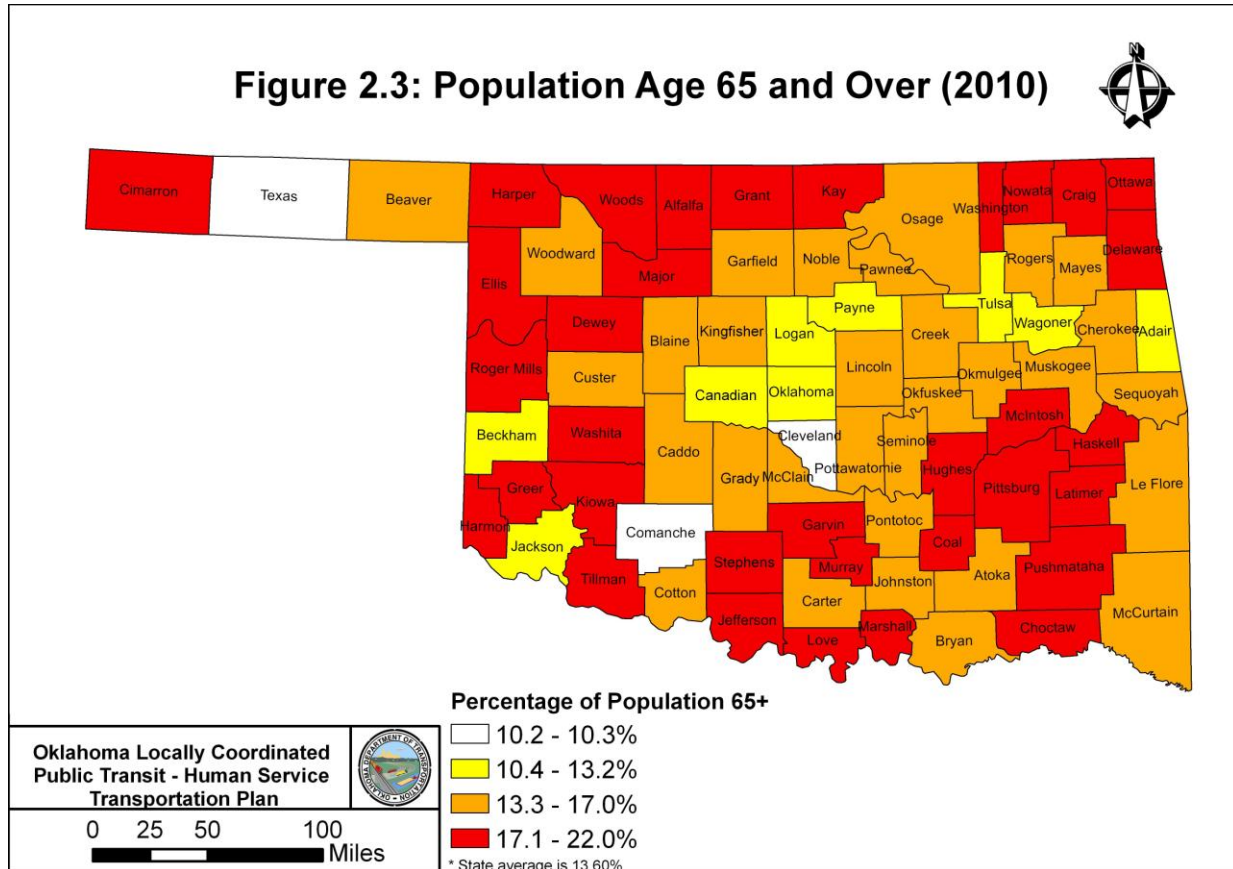 Figure 2.3: Population Age 65 and Over (2010)
N
Cimarron
Texas
Beaver
Harper
Woods
Alfalfa
Grant
Kay
Osage
Washington
Nowata
Craig
Ottawa
Delaware
Woodward
Ellis
Major
Garfield
Noble
Pawnee
Rogers
Mayes
Dewey
Blaine
Kingfisher
Logan
Payne
Creek
Tulsa
Wagoner
Cherokee
Adair
Roger Mills
Custer
Canadian
Oklahoma
Lincoln
Okfuskee
Okmulgee
Muskogee
Sequoyah
Beckham
Washita
Caddo
Grady
Cleveland
McClain
Pottawatomie
Seminole
Hughes
McIntosh
Haskell
Pittsburg
Latimer
Le Flore
Greer
Kiowa
Harmon
Jackson
Tillman
Comanche
Cotton
Stephens
Garvin
Murray
Pontotoc
Coal
Johnston
Atoka
Pushmataha
McCurtain
Carter
Jefferson
Love
Marshall
Bryan
Choctaw
Percentage of Population 65+
10.2 - 10.3%
10.4 - 13.2%
13.3 - 17.0%
17.1 - 22.0%
* State average is 13.60%
Oklahoma Locally Coordinated
Public Transit - Human Service
Transportation Plan
OKLAHOMA DEPARTMENT OF TRANSPORTATION
0 25 50 100
Miles